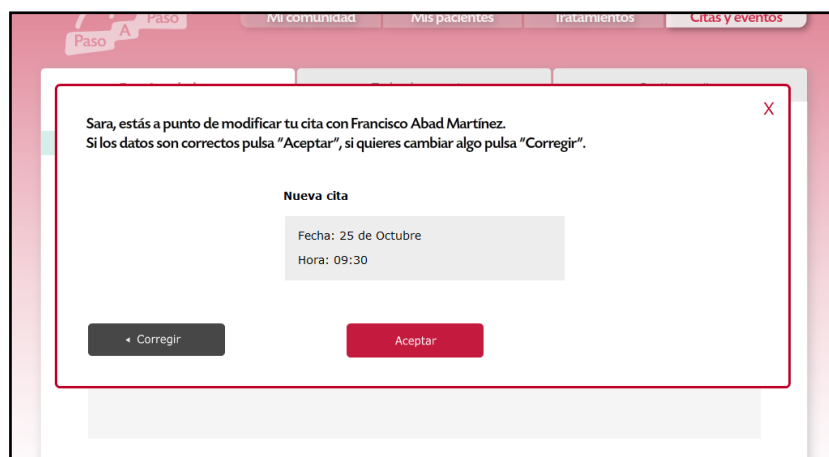 Paso
A
Paso
Mi comunidad
Mis pacientes
Tratamientos
Citas y eventos
X
Sara, estás a punto de modificar tu cita con Francisco Abad Martínez.
Si los datos son correctos pulsa "Aceptar", si quieres cambiar algo pulsa "Corregir".
Nueva cita
Fecha: 25 de Octubre
Hora: 09:30
Corregir
Aceptar